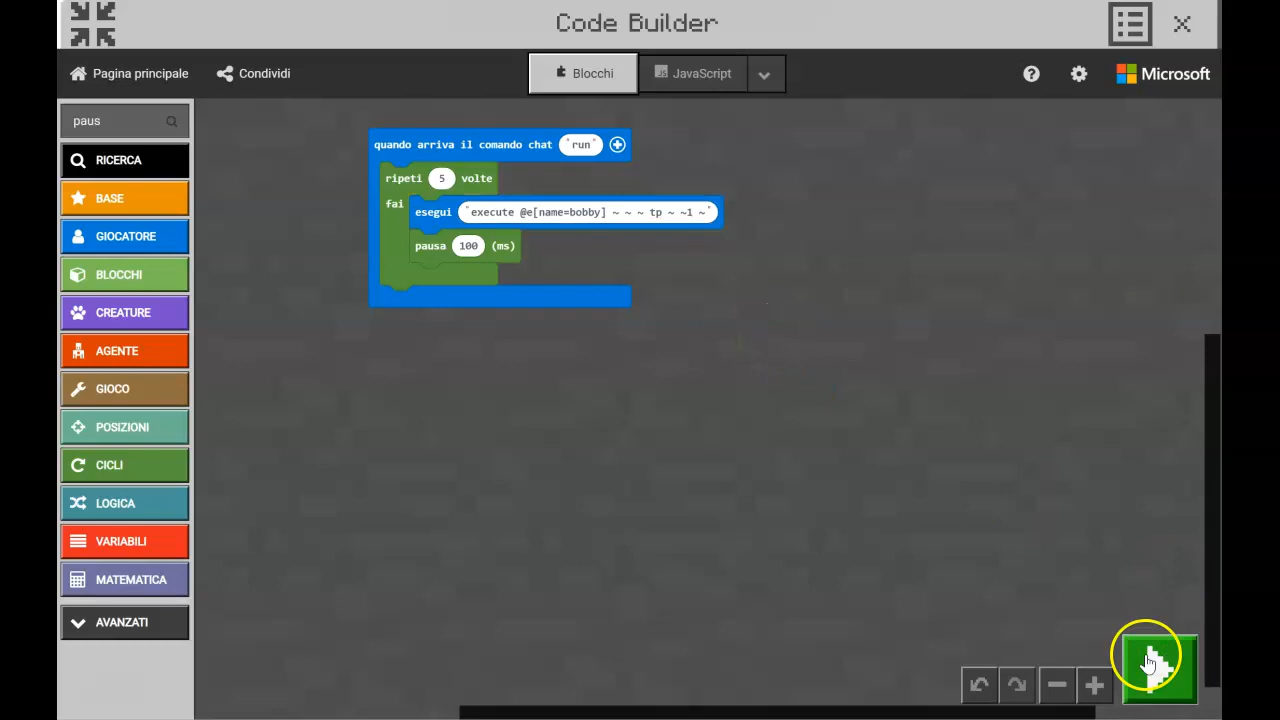 Code Builder
Pagina principale
Condividi
Blocchi
JavaScript
Microsoft
paus
RICERCA
BASE
GIOCATORE
BLOCCHI
CREATURE
AGENTE
GIOCO
POSIZIONI
CICLI
LOGICA
VARIABILI
MATEMATICA
AVANZATI
quando arriva il comando chat "run"
ripeti 5 volte
fai
esegui "execute @e[name=bobby] ~ ~ ~ tp ~ ~1 ~"
pausa 100 (ms)